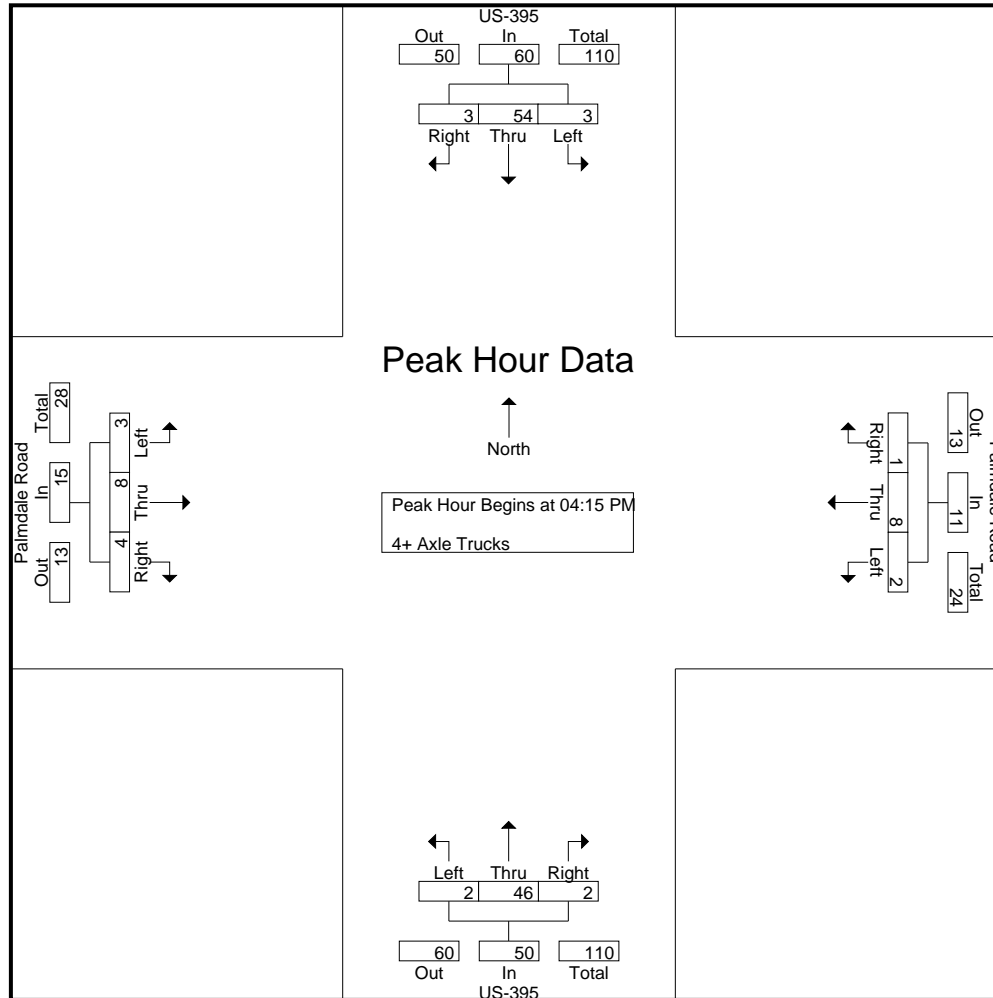 US-395
Out In Total
50 60 110
3 54 3
Right Thru Left
Peak Hour Data
North
Peak Hour Begins at 04:15 PM
4+ Axle Trucks
Palmdale Road
Out In Total
13 15 28
Left Thru Right
3 8 4
Out In Total
13 11 24
Right Thru Left
1 8 2
Left Thru Right
2 46 2
60 50 110
Out In Total
US-395